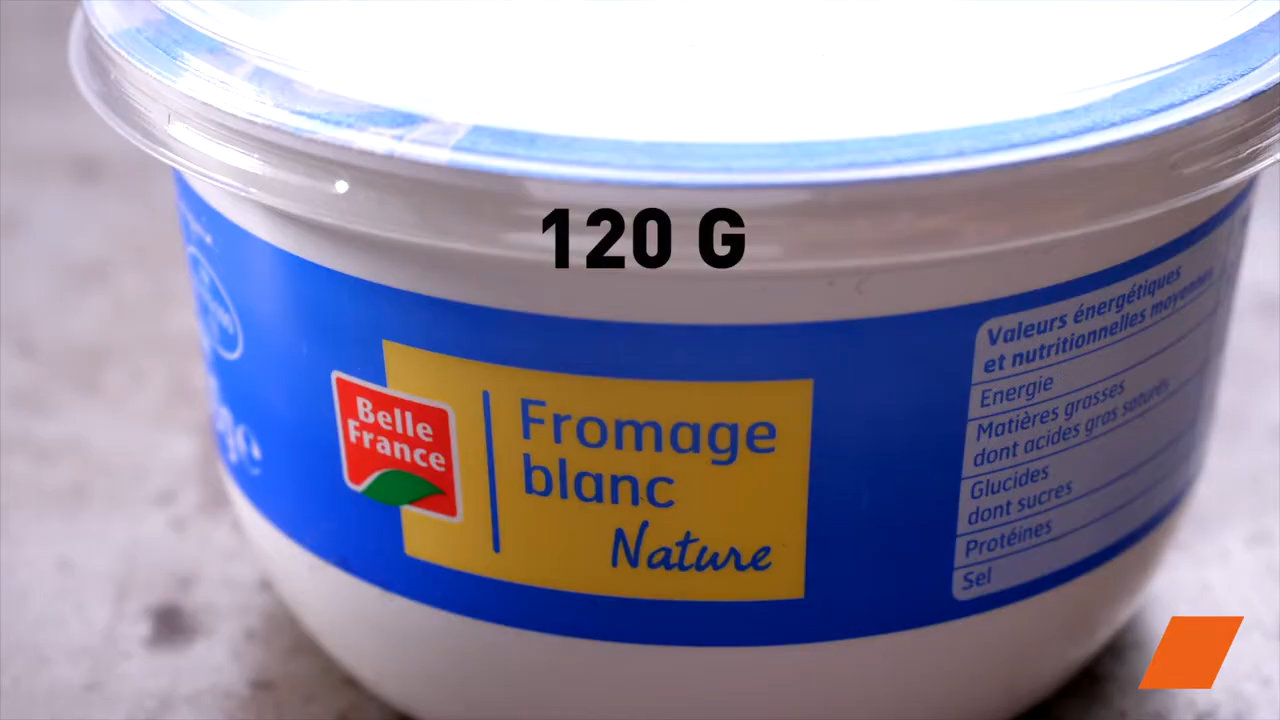 120 G
Belle
France
Fromage
blanc
Nature
Valeurs énergétiques
et nutritionnelles moyennes
Energie
Matières grasses
dont acides gras saturés
Glucides
dont sucres
Protéines
Sel